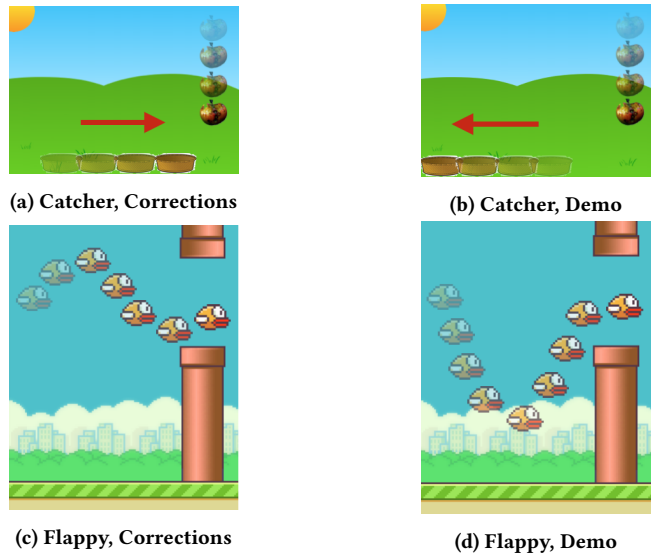 (a) Catcher, Corrections
(b) Catcher, Demo
(c) Flappy, Corrections
(d) Flappy, Demo